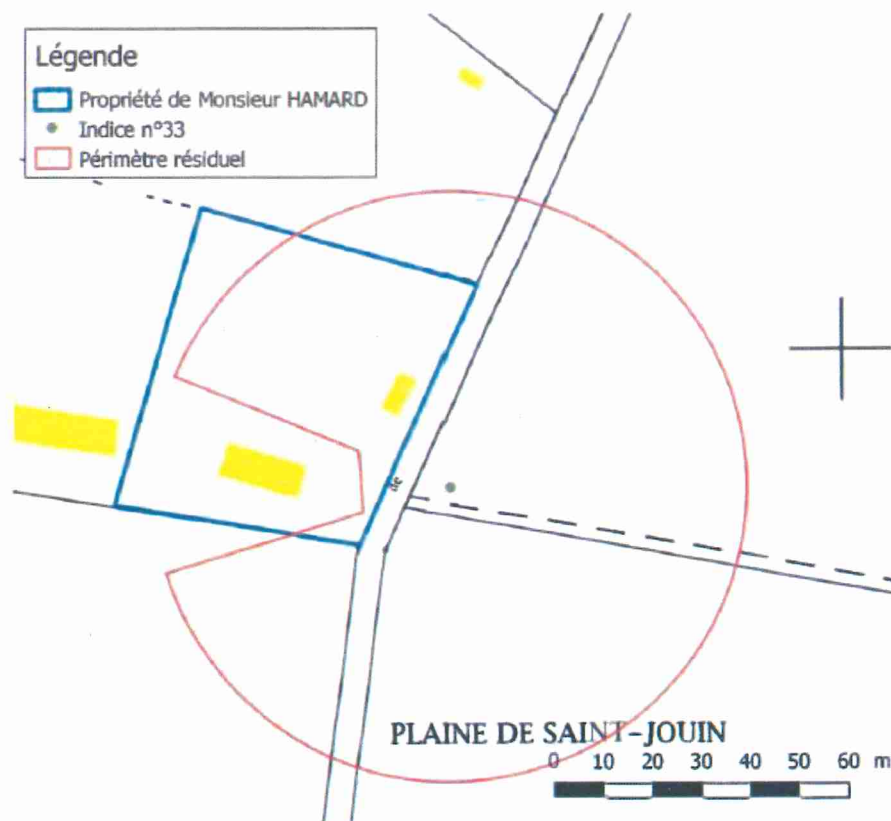 Légende
Propriété de Monsieur HAMARD
Indice n°33
Périmètre résiduel
de
PLAINE DE SAINT-JOUIN
0 10 20 30 40 50 60 m